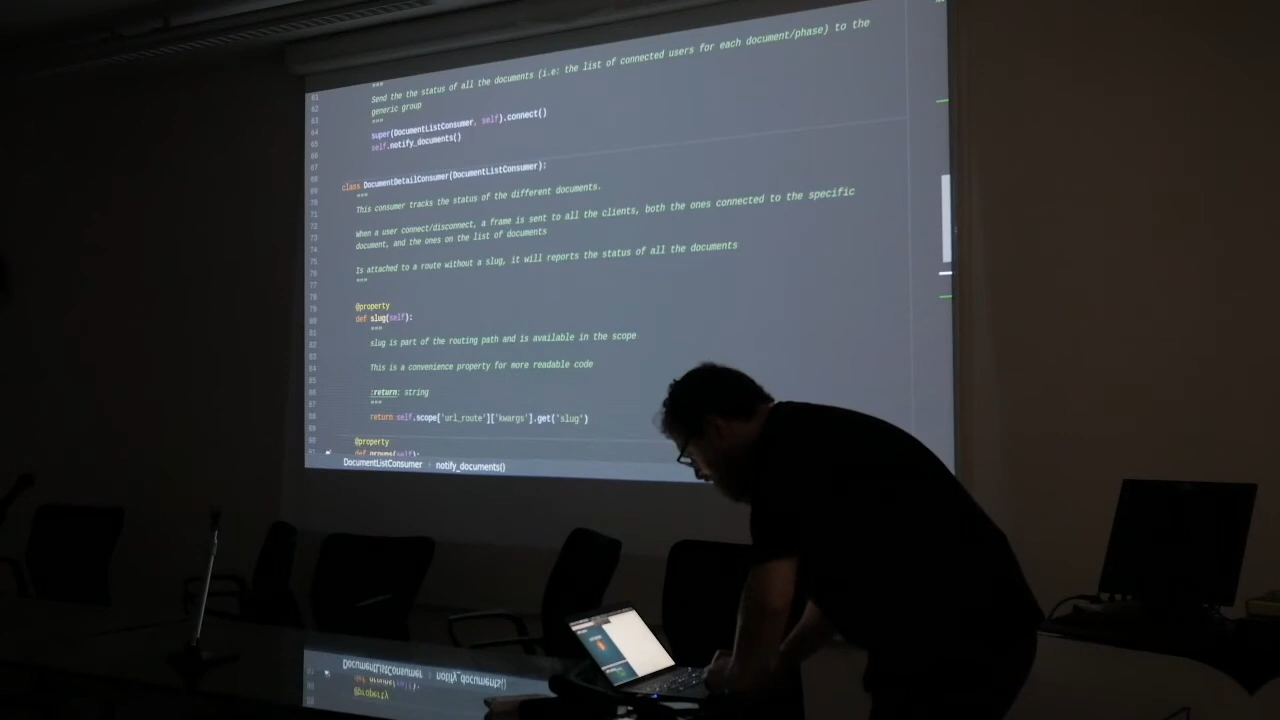 """
Send the the status of all the documents (i.e: the list of connected users for each document/phase) to the
generic group
"""
super(DocumentListConsumer, self).connect()
self.notify_documents()
class DocumentDetailConsumer(DocumentListConsumer):
"""
This consumer tracks the status of the different documents.
When a user connect/disconnect, a frame is sent to all the clients, both the ones connected to the specific
document, and the ones on the list of documents
Is attached to a route without a slug, it will reports the status of all the documents
"""
@property
def slug(self):
"""
slug is part of the routing path and is available in the scope
This is a convenience property for more readable code
:return: string
"""
return self.scope['url_route']['kwargs'].get('slug')
@property
def groups(self):
DocumentListConsumer › notify_documents()